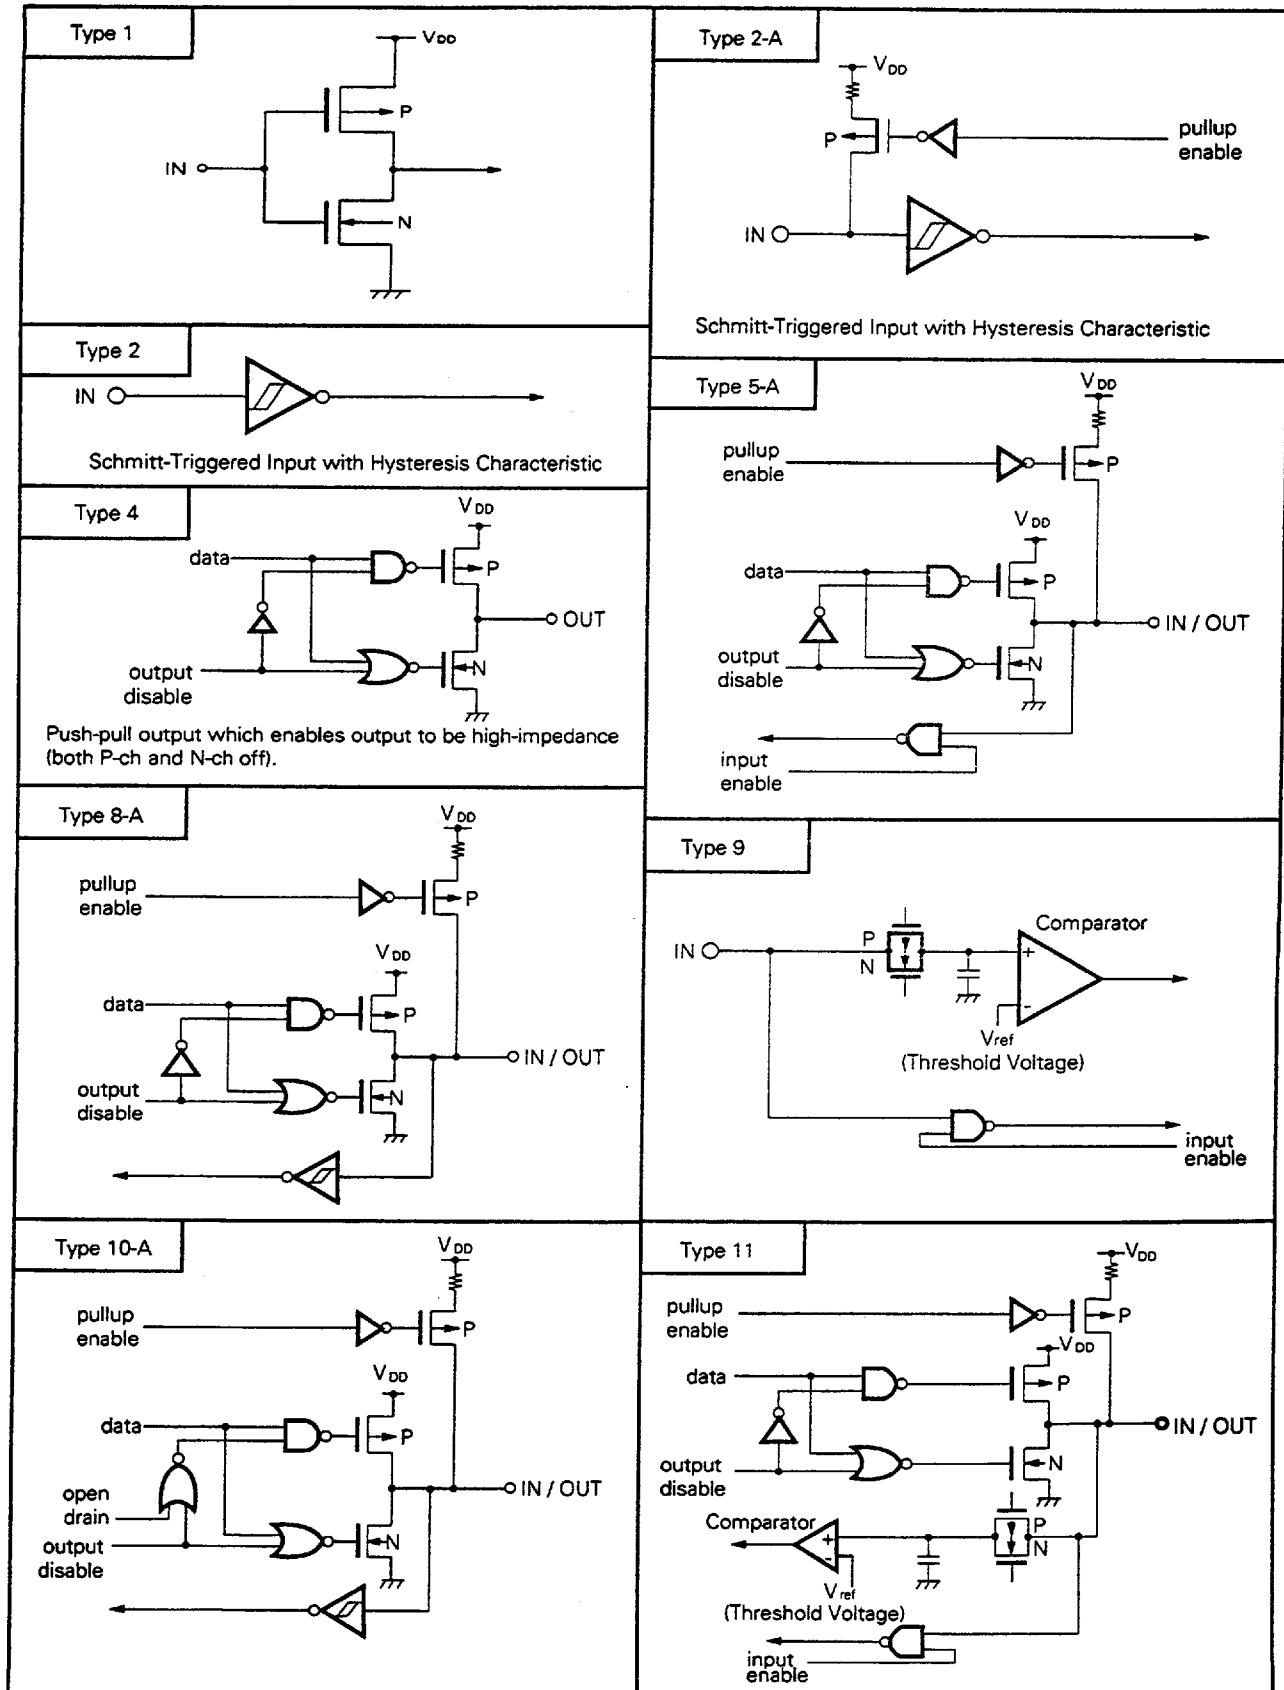 Type 1
VDD
P
IN
N
Type 2-A
VDD
P
pullup
enable
IN
Schmitt-Triggered Input with Hysteresis Characteristic
Type 2
IN
Schmitt-Triggered Input with Hysteresis Characteristic
Type 5-A
VDD
pullup
enable
P
VDD
data
P
IN / OUT
output
disable
N
input
enable
Type 4
VDD
data
P
OUT
output
disable
N
Push-pull output which enables output to be high-impedance
(both P-ch and N-ch off).
Type 8-A
VDD
pullup
enable
P
VDD
data
P
IN / OUT
output
disable
N
Type 9
Comparator
IN
P
N
+
-
Vref
(Threshold Voltage)
input
enable
Type 10-A
VDD
pullup
enable
P
VDD
data
P
IN / OUT
open
drain
output
disable
N
Type 11
VDD
pullup
enable
P
VDD
data
P
IN / OUT
output
disable
N
Comparator
P
N
+
-
Vref
(Threshold Voltage)
input
enable